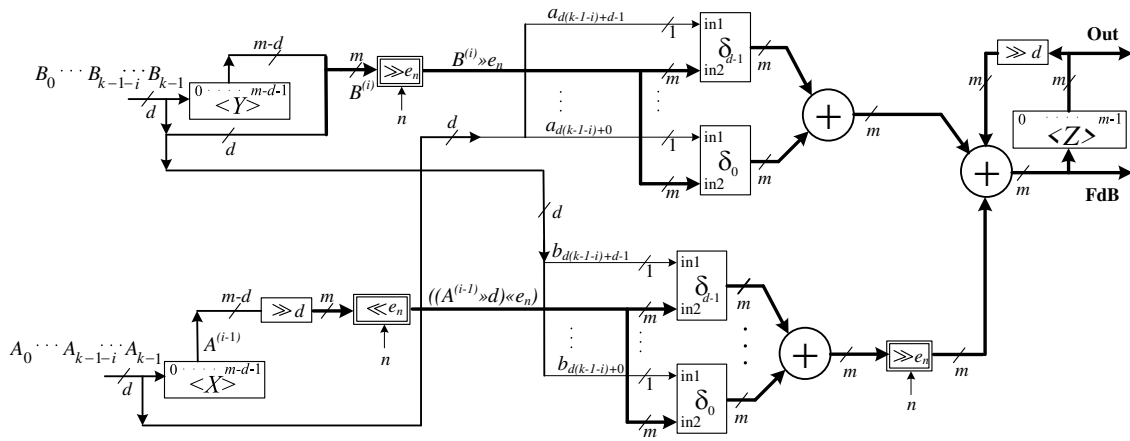 B_0 ···· B_{k-1-i}··· B_{k-1}
d
m-d
0 ····· m-d-1
<Y>
d
m
B^{(i)}
≫e_n
n
B^{(i)}»e_n
d
a_{d(k-1-i)+d-1}
1
in1
δ_{d-1}
in2
m
m
a_{d(k-1-i)+0}
1
in1
δ_0
in2
m
m
+
m
≫ d
Out
m
m
0 ····· m-1
<Z>
+
m
FdB
d
b_{d(k-1-i)+d-1}
1
in1
δ_{d-1}
in2
m
m
b_{d(k-1-i)+0}
1
in1
δ_0
in2
m
m
+
m
≫e_n
n
m
A_0 ···· A_{k-1-i}··· A_{k-1}
d
0 ····· m-d-1
<X>
A^{(i-1)}
m-d
≫d
m
≪e_n
n
((A^{(i-1)}»d)«e_n)